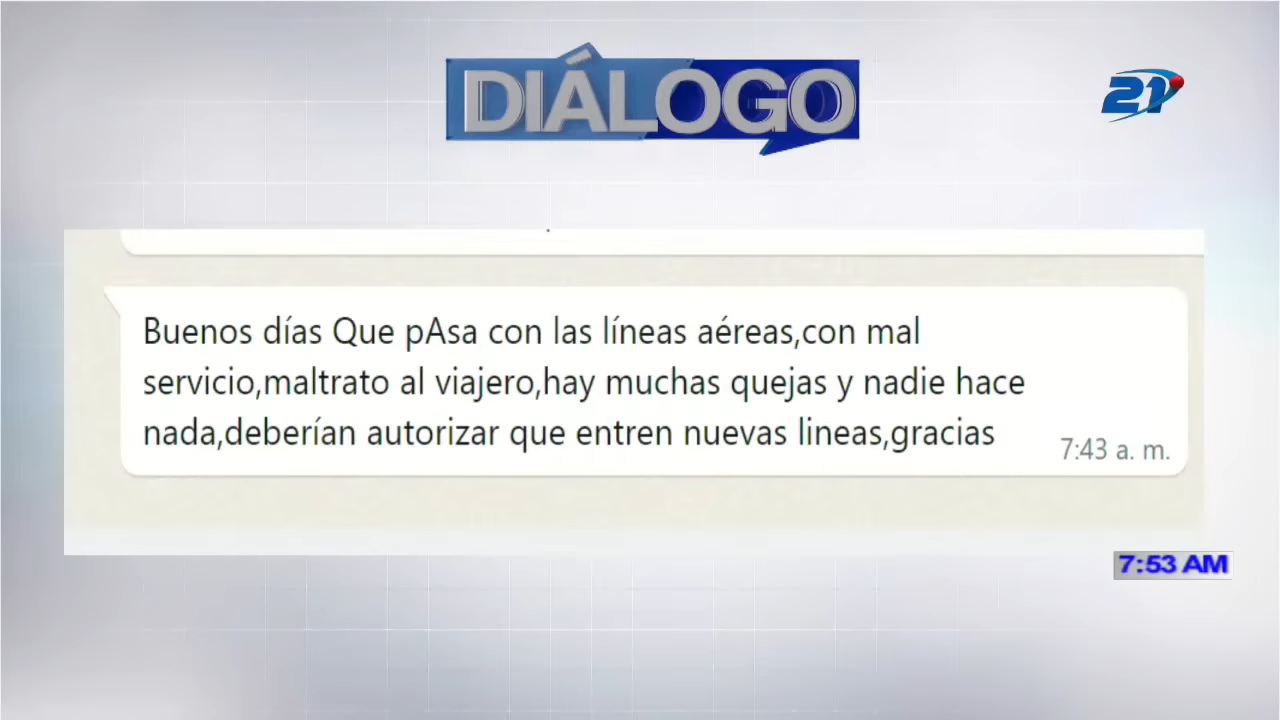 DIÁLOGO
21
Buenos días Que pAsa con las líneas aéreas,con mal
servicio,maltrato al viajero,hay muchas quejas y nadie hace
nada,deberían autorizar que entren nuevas lineas,gracias
7:43 a. m.
7:53 AM